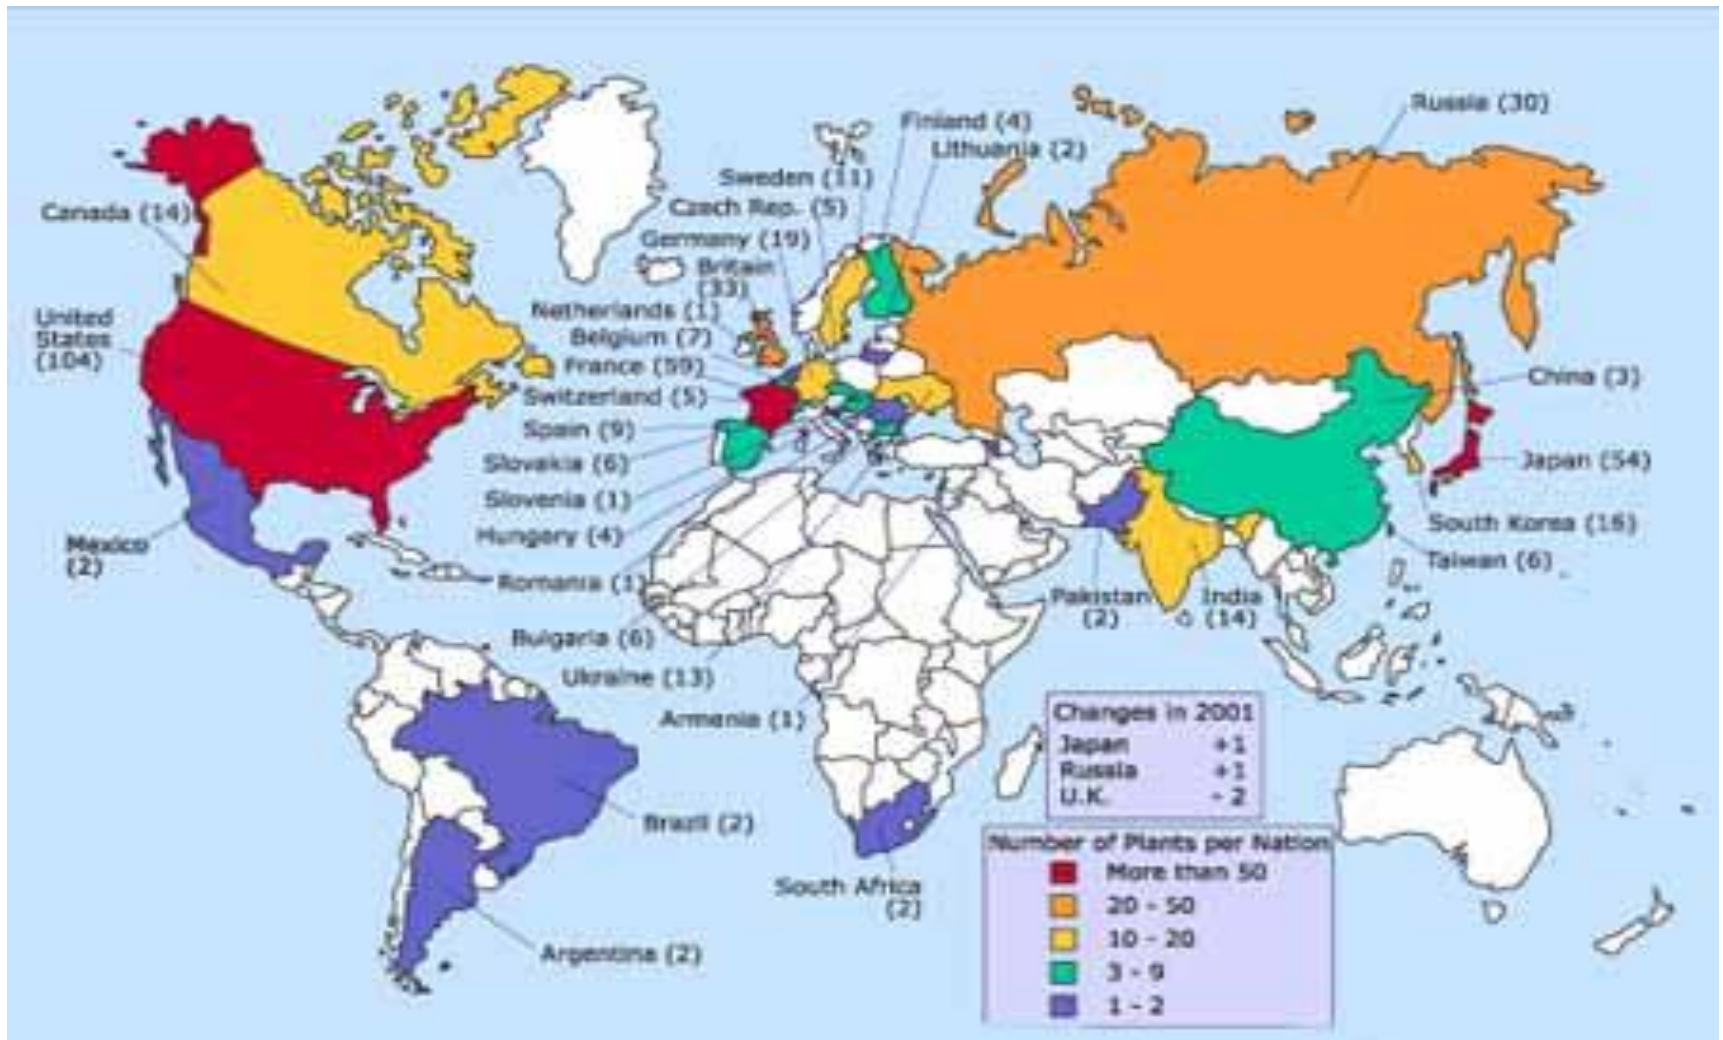 Russia (30)
Finland (4)
Lithuania (2)
Sweden (11)
Czech Rep. (5)
Canada (14)
Germany (19)
Britain
(33)
Netherlands (1)
United
States
(104)
Belgium (7)
France (59)
China (3)
Switzerland (5)
Spain (9)
Slovakia (6)
Japan (54)
Slovenia (1)
South Korea (16)
Hungery (4)
Mexico
(2)
Taiwan (6)
Romania (1)
Pakistan
(2)
India
(14)
Bulgaria (6)
Ukraine (13)
Armenia (1)
Changes in 2001
Japan +1
Russia +1
U.K. - 2
Brazil (2)
Number of Plants per Nation
More than 50
20 - 50
10 - 20
3 - 9
1 - 2
South Africa
(2)
Argentina (2)